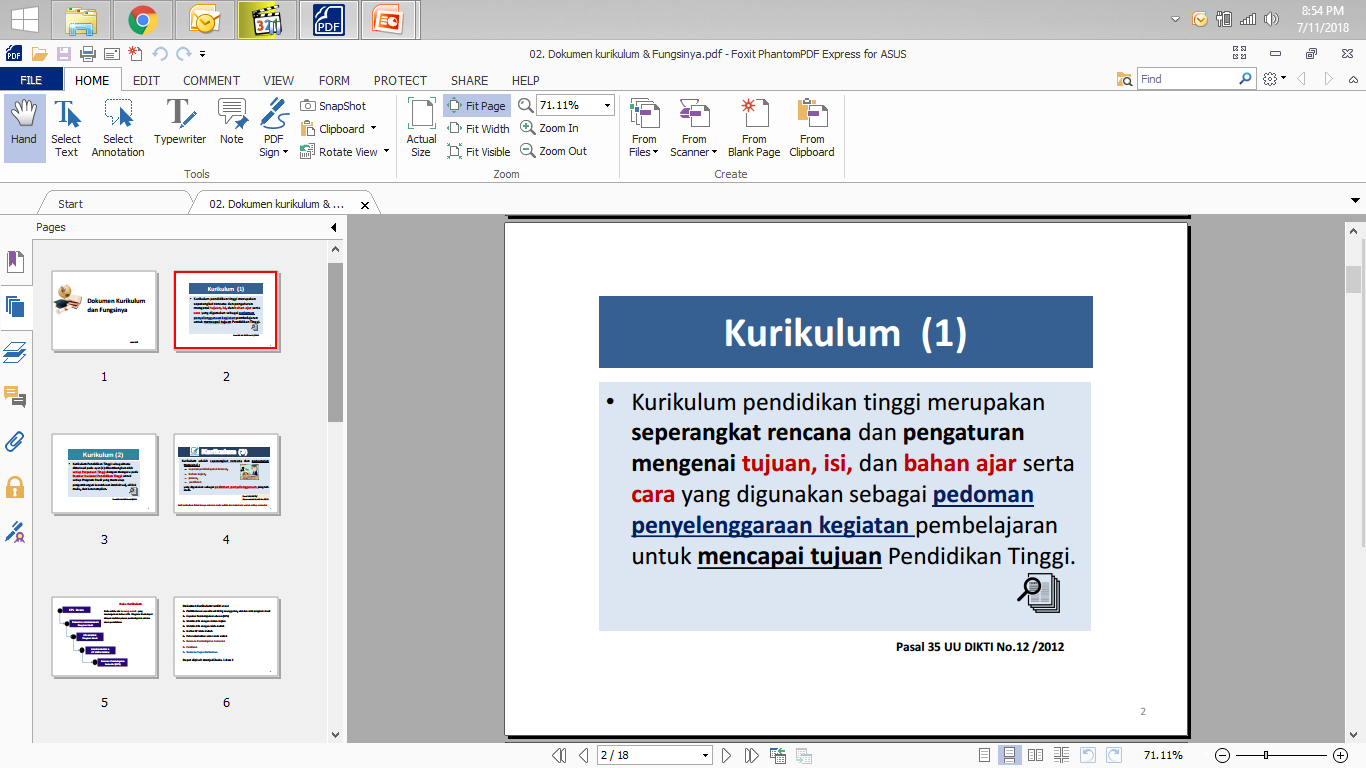 8:54 PM
7/11/2018
02. Dokumen kurikulum & Fungsinya.pdf - Foxit PhantomPDF Express for ASUS
FILE HOME EDIT COMMENT VIEW FORM PROTECT SHARE HELP
Find
Hand
Select Text
Select Annotation
Typewriter
Note
PDF Sign
SnapShot
Clipboard
Rotate View
Tools
Actual Size
Fit Page
Fit Width
Fit Visible
71.11%
Zoom In
Zoom Out
Zoom
From Files
From Scanner
From Blank Page
From Clipboard
Create
Start
02. Dokumen kurikulum & ...
Pages
Dokumen Kurikulum
dan Fungsinya
1
Kurikulum (1)
2
Kurikulum (2)
3
Kurikulum (3)
4
5
6
Kurikulum (1)
• Kurikulum pendidikan tinggi merupakan
seperangkat rencana dan pengaturan
mengenai tujuan, isi, dan bahan ajar serta
cara yang digunakan sebagai pedoman
penyelenggaraan kegiatan pembelajaran
untuk mencapai tujuan Pendidikan Tinggi.
Pasal 35 UU DIKTI No.12 /2012
2
2 / 18
71.11%